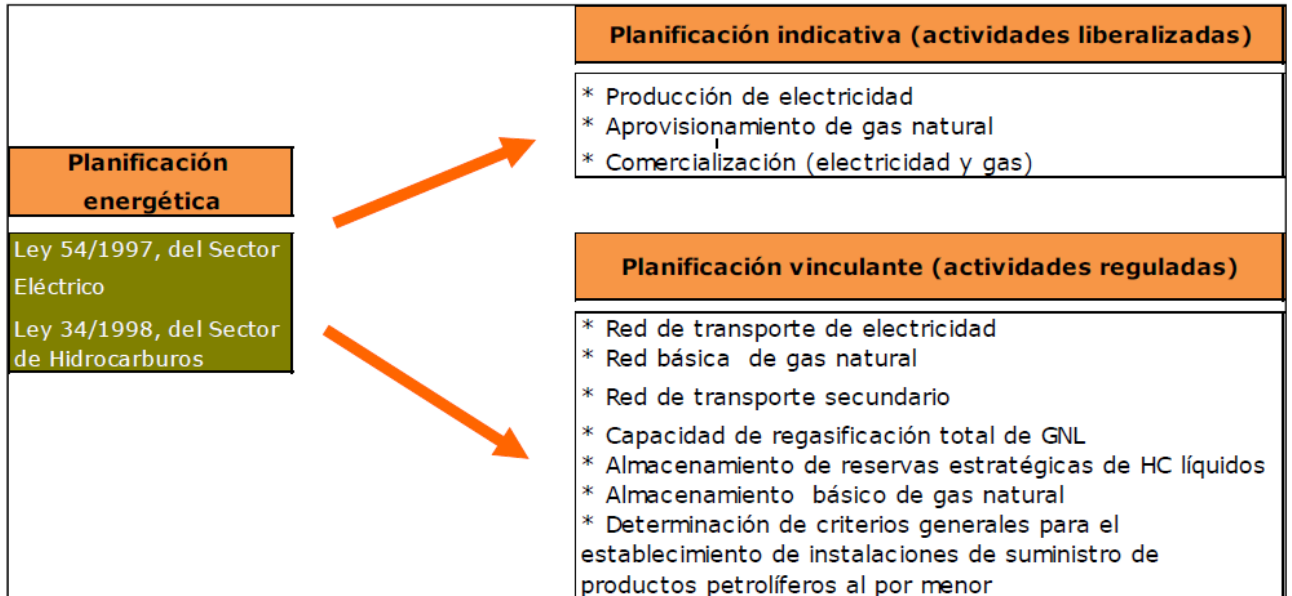 Planificación energética
Ley 54/1997, del Sector
Eléctrico
Ley 34/1998, del Sector
de Hidrocarburos
Planificación indicativa (actividades liberalizadas)
* Producción de electricidad
* Aprovisionamiento de gas natural
* Comercialización (electricidad y gas)
Planificación vinculante (actividades reguladas)
* Red de transporte de electricidad
* Red básica de gas natural
* Red de transporte secundario
* Capacidad de regasificación total de GNL
* Almacenamiento de reservas estratégicas de HC líquidos
* Almacenamiento básico de gas natural
* Determinación de criterios generales para el
establecimiento de instalaciones de suministro de
productos petrolíferos al por menor